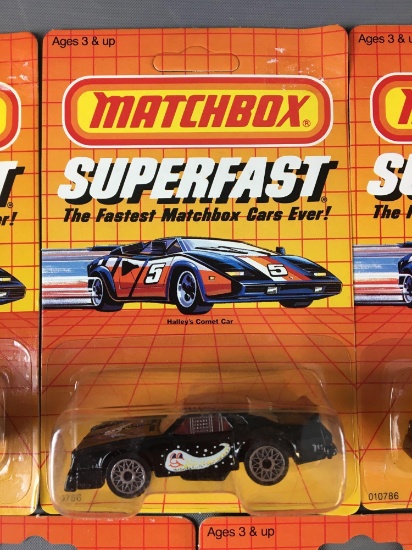 Ages 3 & up
Ages 3 & up
MATCHBOX®
SUPERFAST®
The Fastest Matchbox Cars Ever!
5
5
Halley's Comet Car
010786
Ages 3 & up